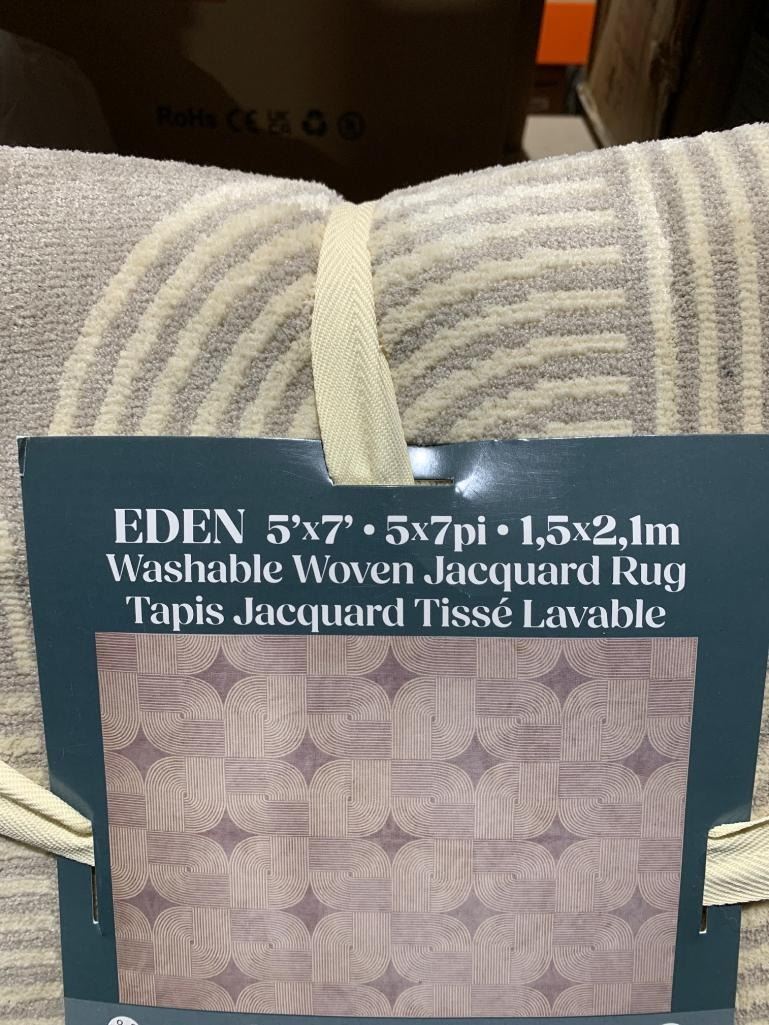 RoHS CE UK CA
EDEN 5'x7' • 5x7pi • 1,5x2,1m
Washable Woven Jacquard Rug
Tapis Jacquard Tissé Lavable